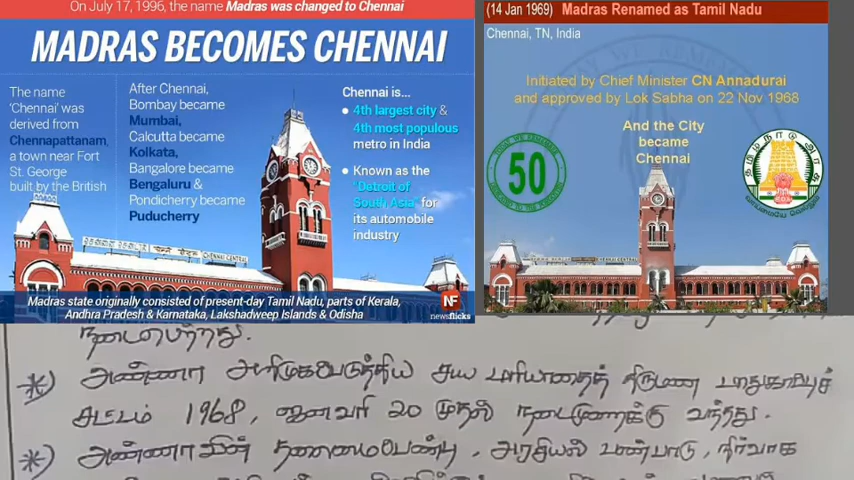 On July 17, 1996, the name Madras was changed to Chennai
MADRAS BECOMES CHENNAI
The name
'Chennai' was
derived from
Chennapattanam,
a town near Fort
St. George
built by the British
After Chennai,
Bombay became
Mumbai,
Calcutta became
Kolkata,
Bangalore became
Bengaluru &
Pondicherry became
Puducherry
Chennai is...
4th largest city &
4th most populous
metro in India
Known as the
"Detroit of
South Asia" for
its automobile
industry
CHENNAI CENTRAL
Madras state originally consisted of present-day Tamil Nadu, parts of Kerala,
Andhra Pradesh & Karnataka, Lakshadweep Islands & Odisha
NF
newsflicks
(14 Jan 1969) Madras Renamed as Tamil Nadu
Chennai, TN, India
Initiated by Chief Minister CN Annadurai
and approved by Lok Sabha on 22 Nov 1968
And the City
became
Chennai
50
நடைபெற்றது.
*) அண்ணா அறிமுகபடுத்திய சுய மரியாதைத் திருமண பாதுகாப்புச்
சட்டம் 1968, ஜனவரி 20 முதல் நடைமுறைக்கு வந்தது.
*) அண்ணாவின் தலைமைபண்பு, அரசியல் பண்பாடு, நிர்வாக